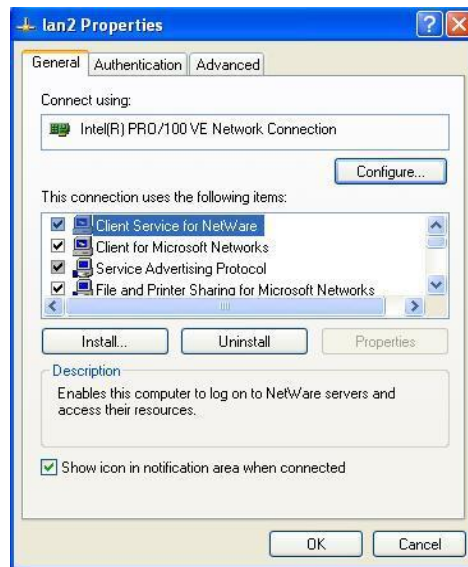 lan2 Properties
General Authentication Advanced
Connect using:
Intel(R) PRO/100 VE Network Connection
Configure...
This connection uses the following items:
Client Service for NetWare
Client for Microsoft Networks
Service Advertising Protocol
File and Printer Sharing for Microsoft Networks
Install... Uninstall Properties
Description
Enables this computer to log on to NetWare servers and
access their resources.
Show icon in notification area when connected
OK Cancel